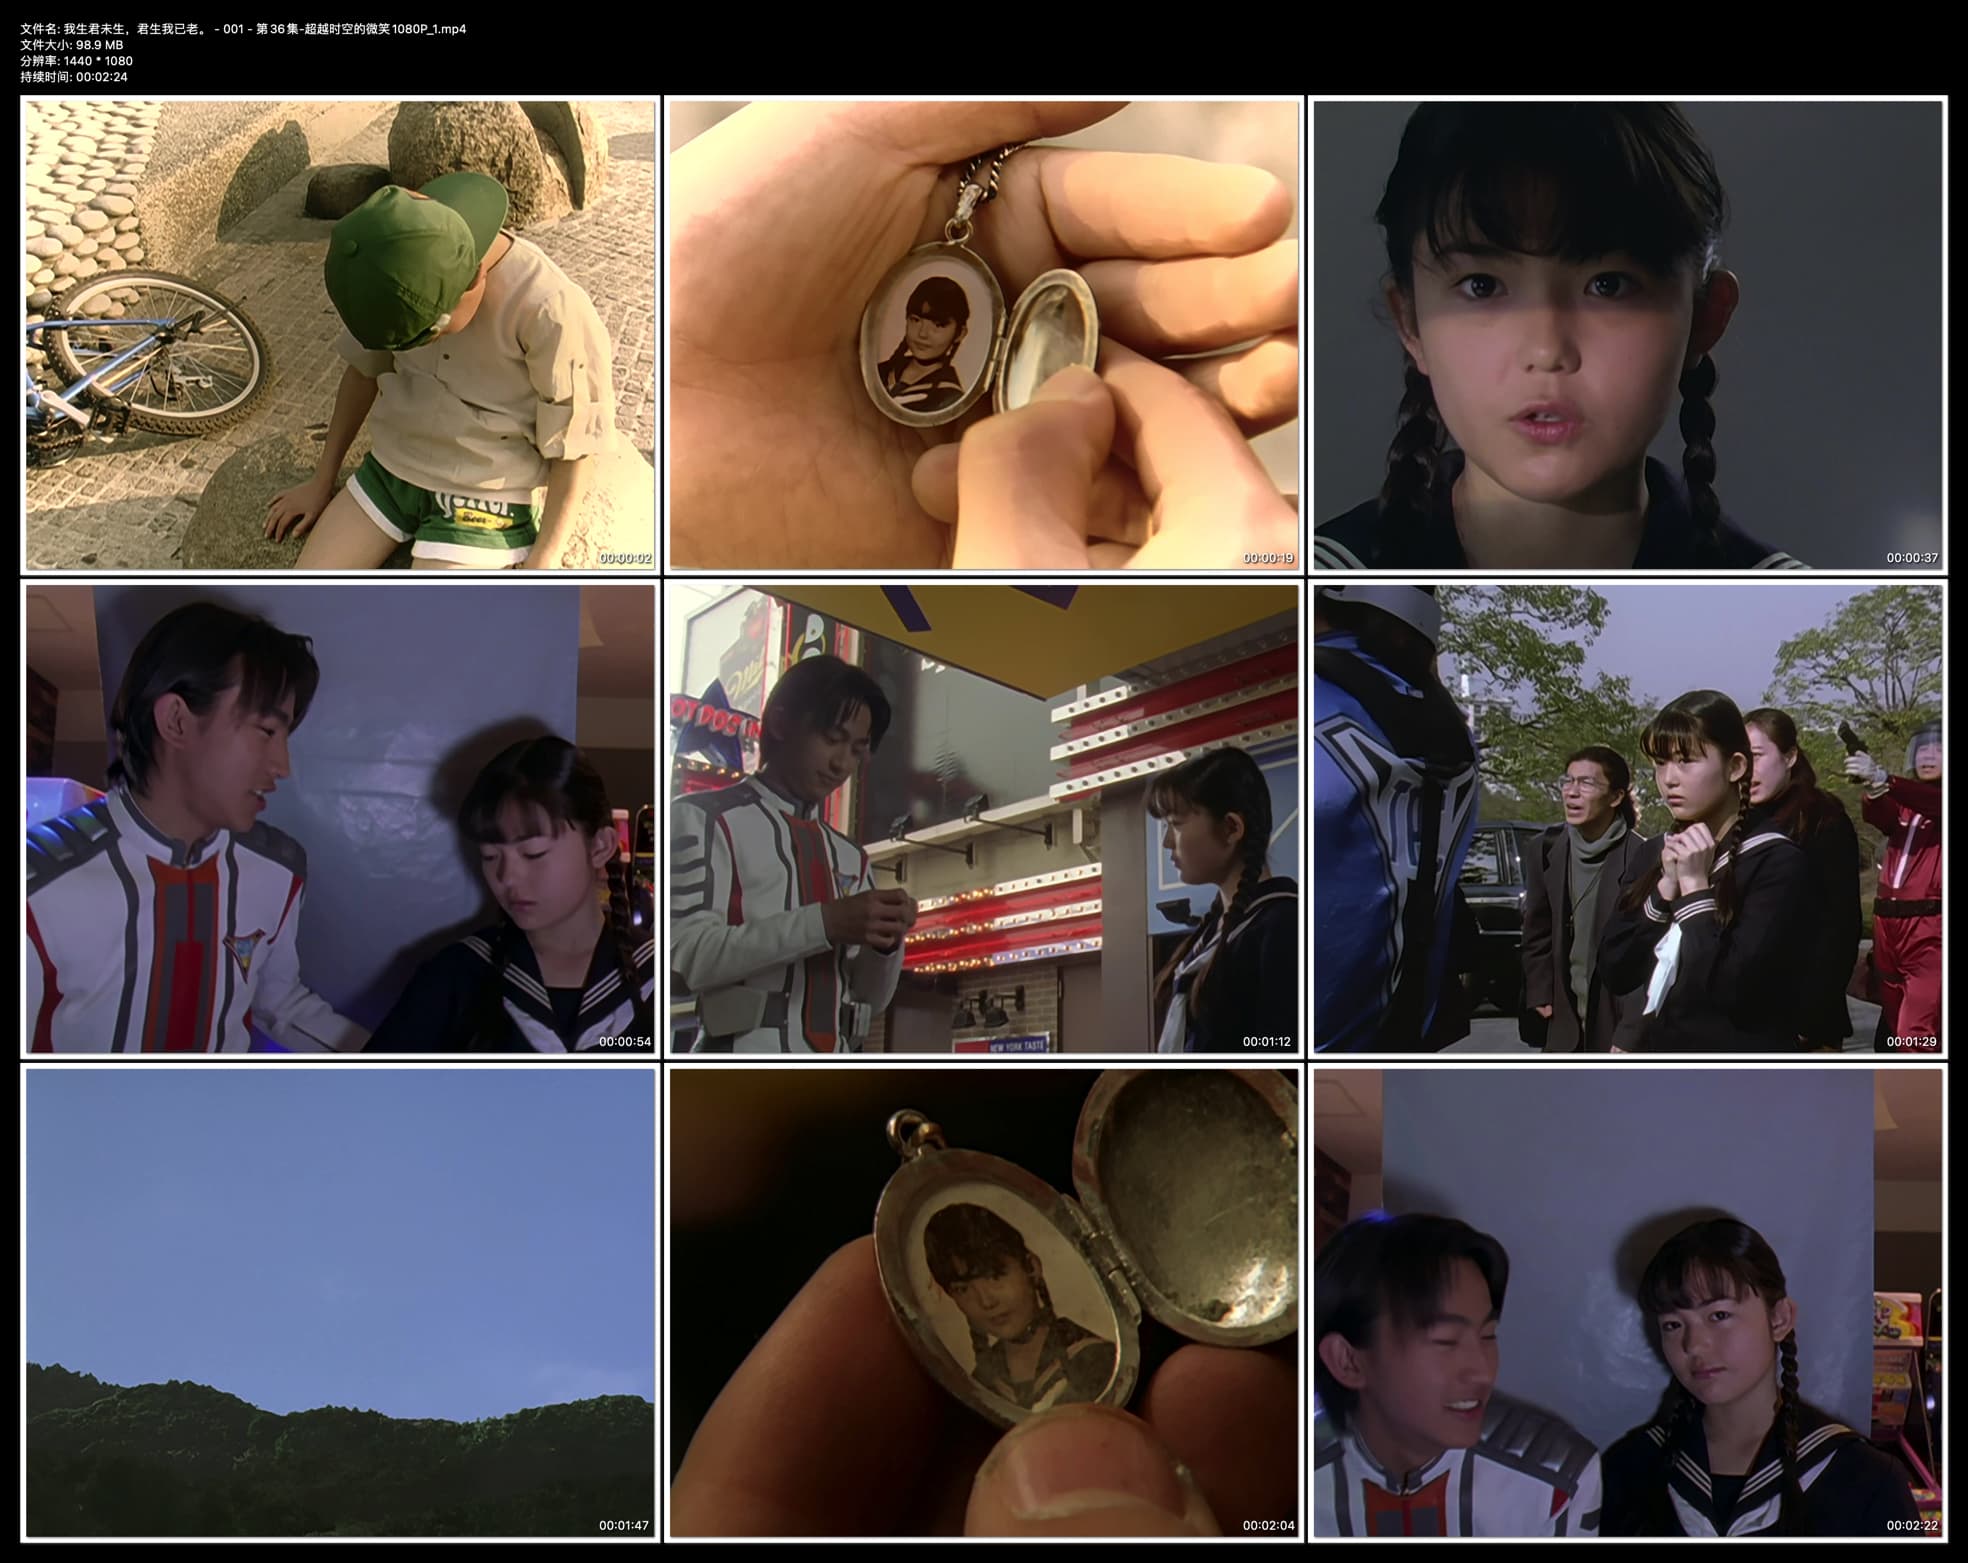 文件名: 我生君未生，君生我已老。 - 001 - 第36集-超越时空的微笑1080P_1.mp4
文件大小: 98.9 MB
分辨率: 1440 * 1080
持续时间: 00:02:24
00:00:02
00:00:19
00:00:37
00:00:54
NEW YORK TASTE
00:01:12
00:01:29
00:01:47
00:02:04
00:02:22